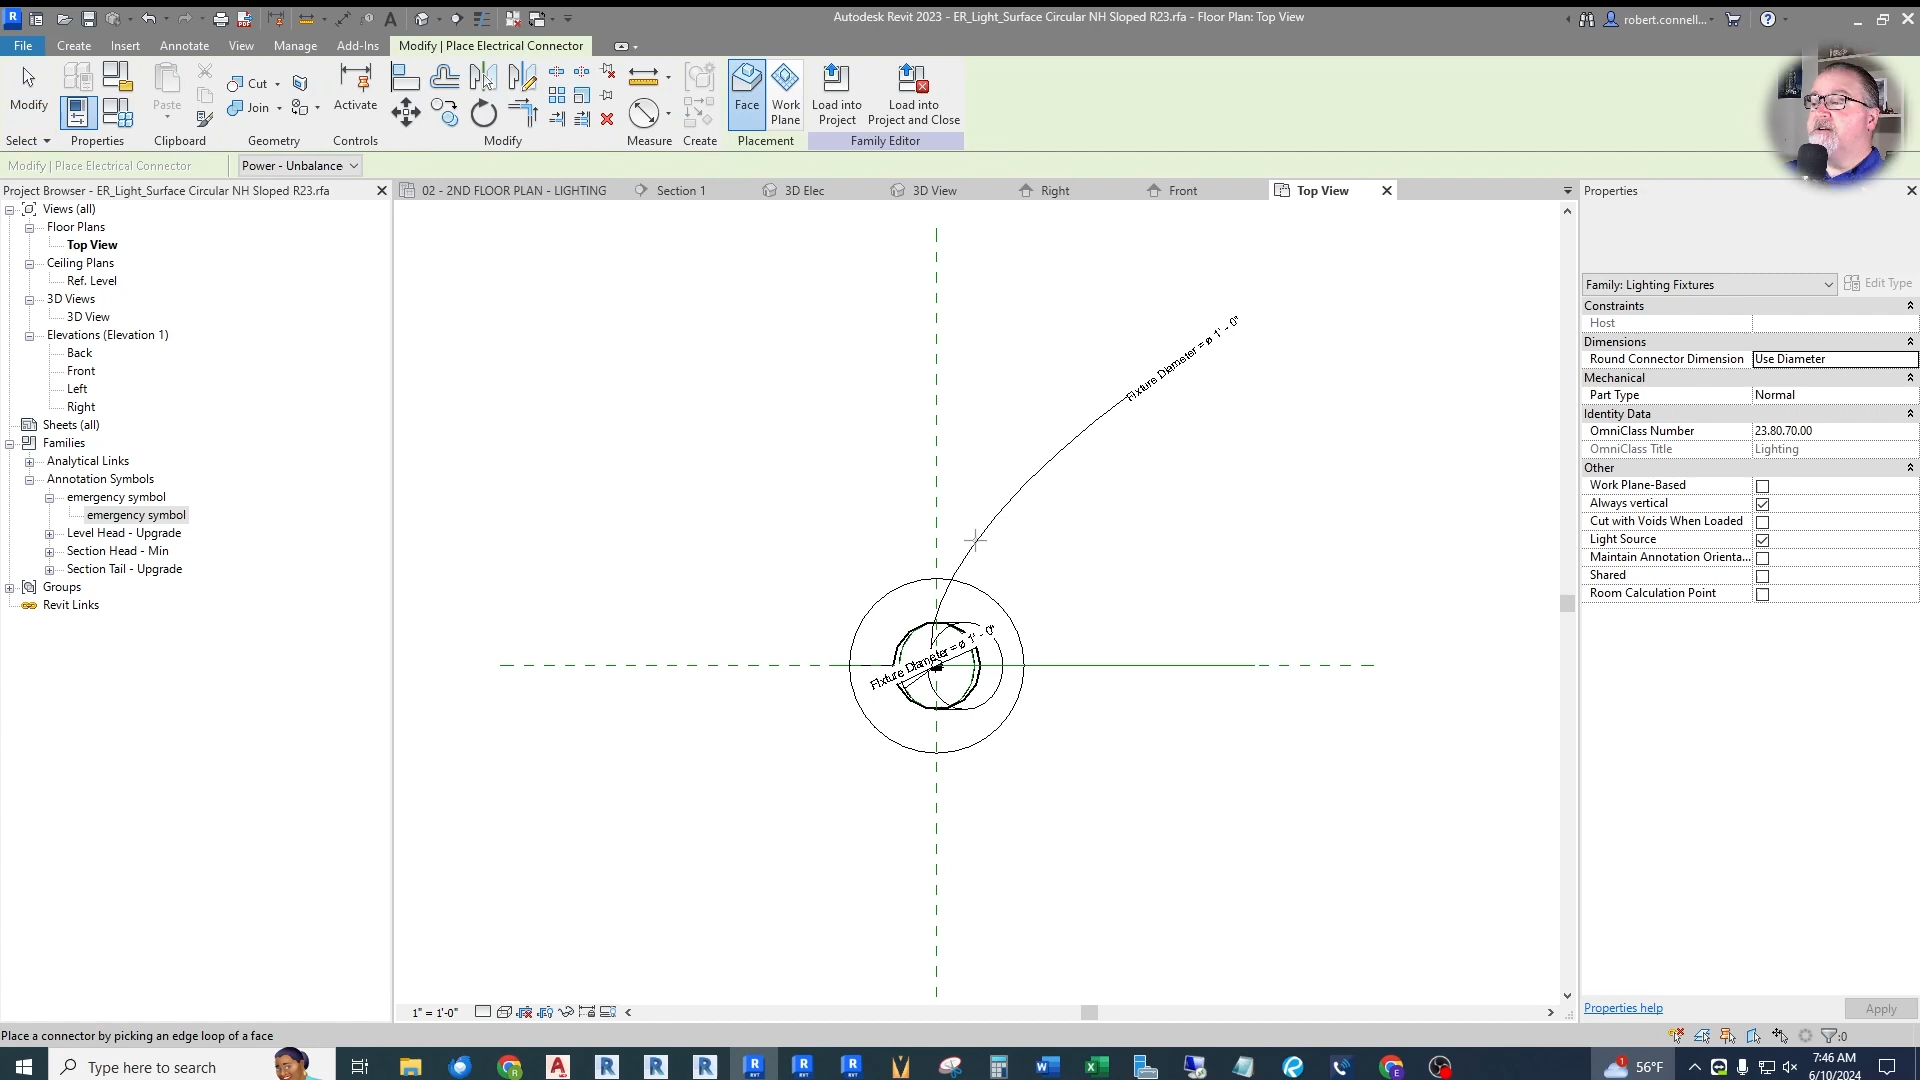 Autodesk Revit 2023 - ER_Light_Surface Circular NH Sloped R23.rfa - Floor Plan: Top View
robert.connell...
File Create Insert Annotate View Manage Add-Ins Modify | Place Electrical Connector
Modify
Paste
Cut
Join
Activate
Face
Work Plane
Load into Project
Load into Project and Close
Select Properties Clipboard Geometry Controls Modify Measure Create Placement Family Editor
Modify | Place Electrical Connector
Power - Unbalance
Project Browser - ER_Light_Surface Circular NH Sloped R23.rfa
02 - 2ND FLOOR PLAN - LIGHTING
Section 1
3D Elec
3D View
Right
Front
Top View
Properties
Views (all)
Floor Plans
Top View
Ceiling Plans
Ref. Level
3D Views
3D View
Elevations (Elevation 1)
Back
Front
Left
Right
Sheets (all)
Families
Analytical Links
Annotation Symbols
emergency symbol
emergency symbol
Level Head - Upgrade
Section Head - Min
Section Tail - Upgrade
Groups
Revit Links
Fixture Diameter = ø 1' - 0"
Fixture Diameter = ø 1' - 0"
Family: Lighting Fixtures
Edit Type
Constraints
Host
Dimensions
Round Connector Dimension Use Diameter
Mechanical
Part Type Normal
Identity Data
OmniClass Number 23.80.70.00
OmniClass Title Lighting
Other
Work Plane-Based
Always vertical
Cut with Voids When Loaded
Light Source
Maintain Annotation Orienta...
Shared
Room Calculation Point
Properties help
Apply
1" = 1'-0"
Place a connector by picking an edge loop of a face
:0
Type here to search
56°F
7:46 AM
6/10/2024